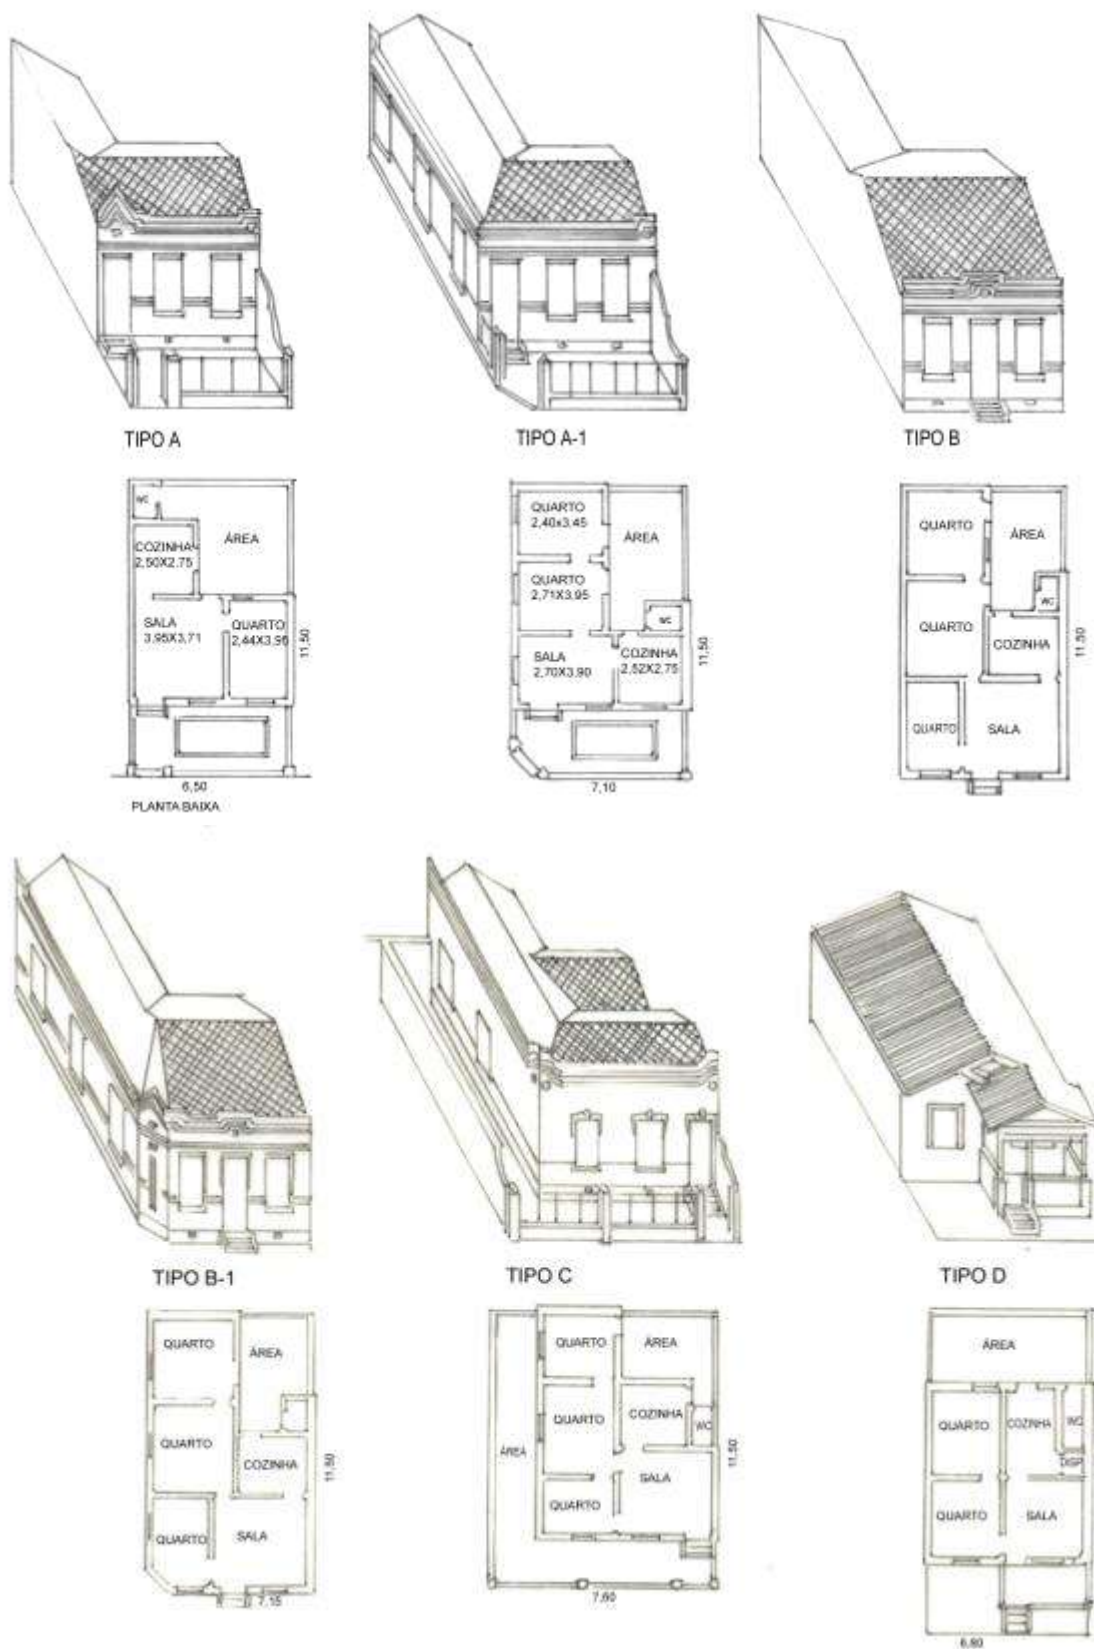 TIPO A
TIPO A-1
TIPO B
WC
COZINHA
2,50X2.75
ÁREA
SALA
3,95X3,71
QUARTO
2,44X3,95
11,50
6,50
PLANTA BAIXA
QUARTO
2,40x3.45
ÁREA
QUARTO
2,71X3,95
WC
SALA
2,70X3,90
COZINHA
2,52X2,75
11,50
7,10
QUARTO
ÁREA
WC
QUARTO
COZINHA
QUARTO
SALA
11,50
TIPO B-1
TIPO C
TIPO D
QUARTO
ÁREA
QUARTO
COZINHA
QUARTO
SALA
11,50
7,15
QUARTO
ÁREA
QUARTO
COZINHA
WC
ÁREA
SALA
QUARTO
11,50
7,60
ÁREA
QUARTO
COZINHA
WC
DISP
QUARTO
SALA
6,80